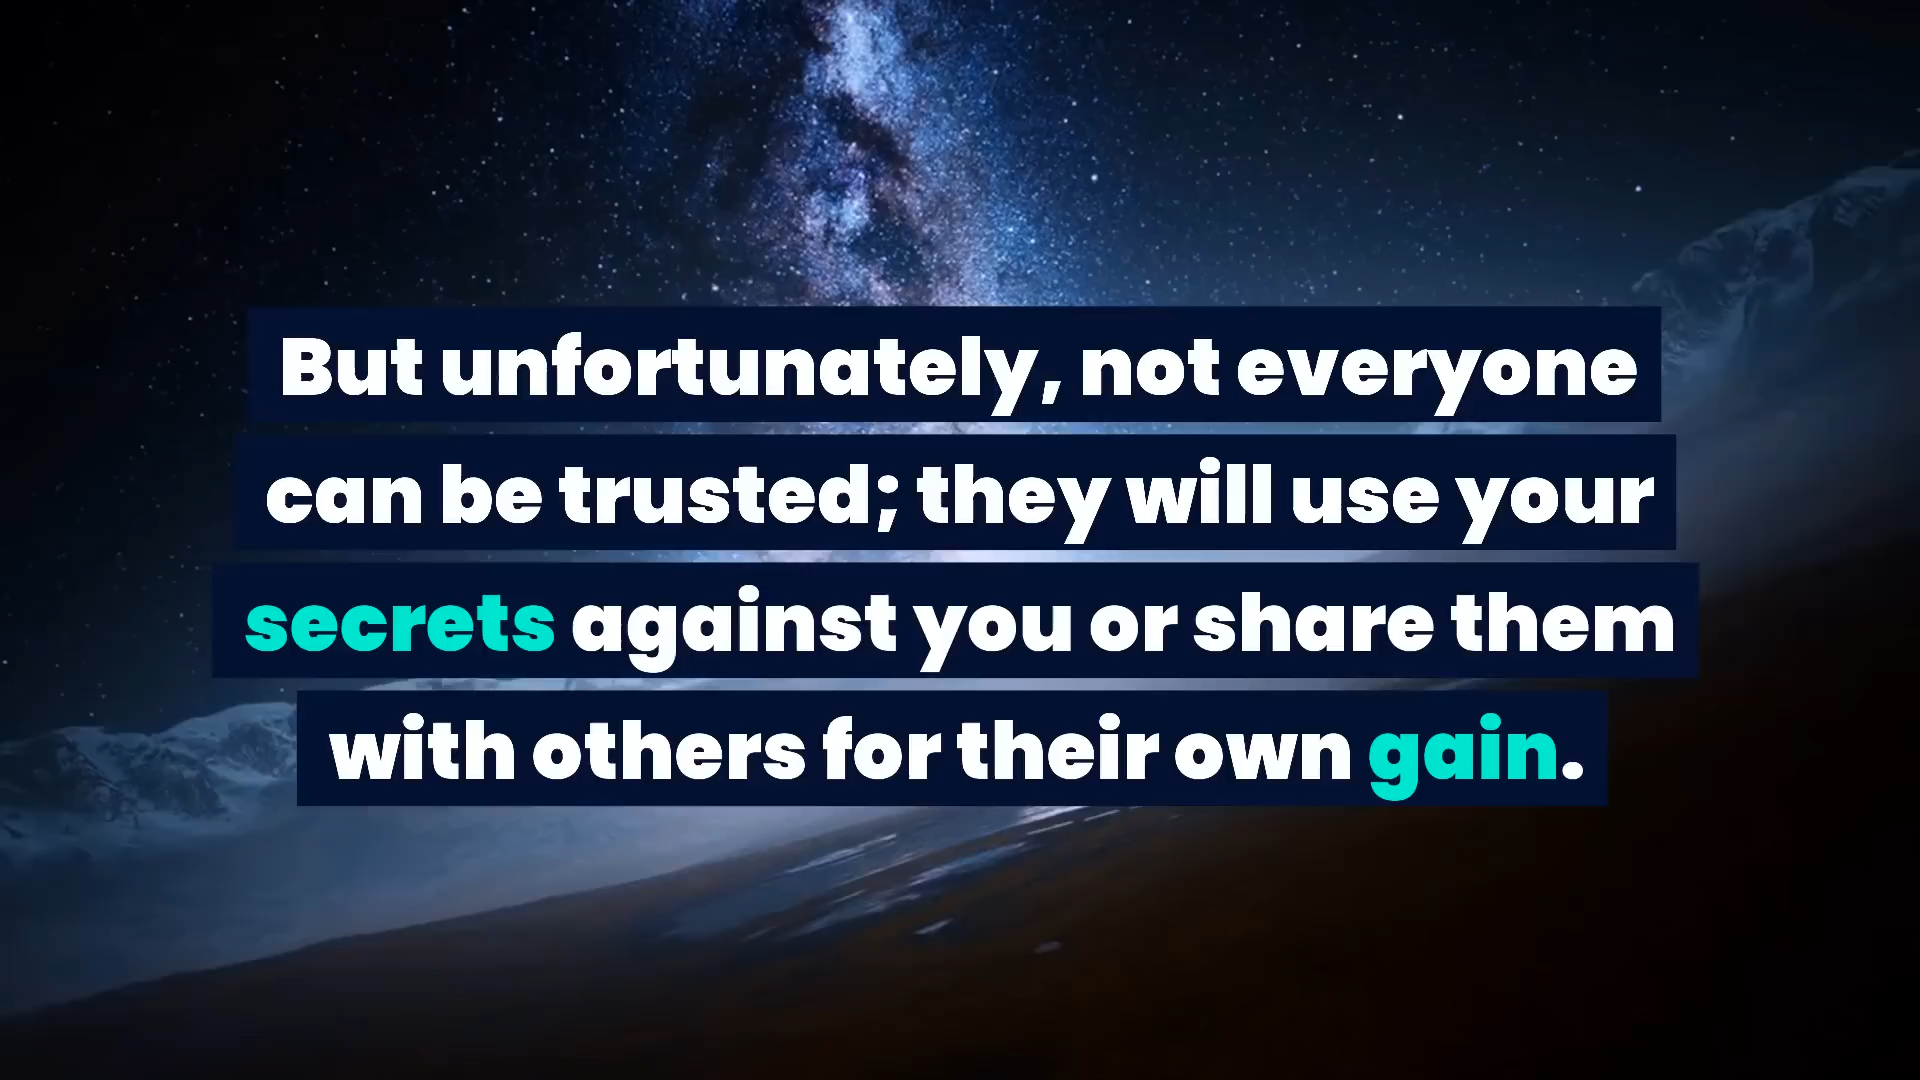 But unfortunately, not everyone
can be trusted; they will use your
secrets against you or share them
with others for their own gain.